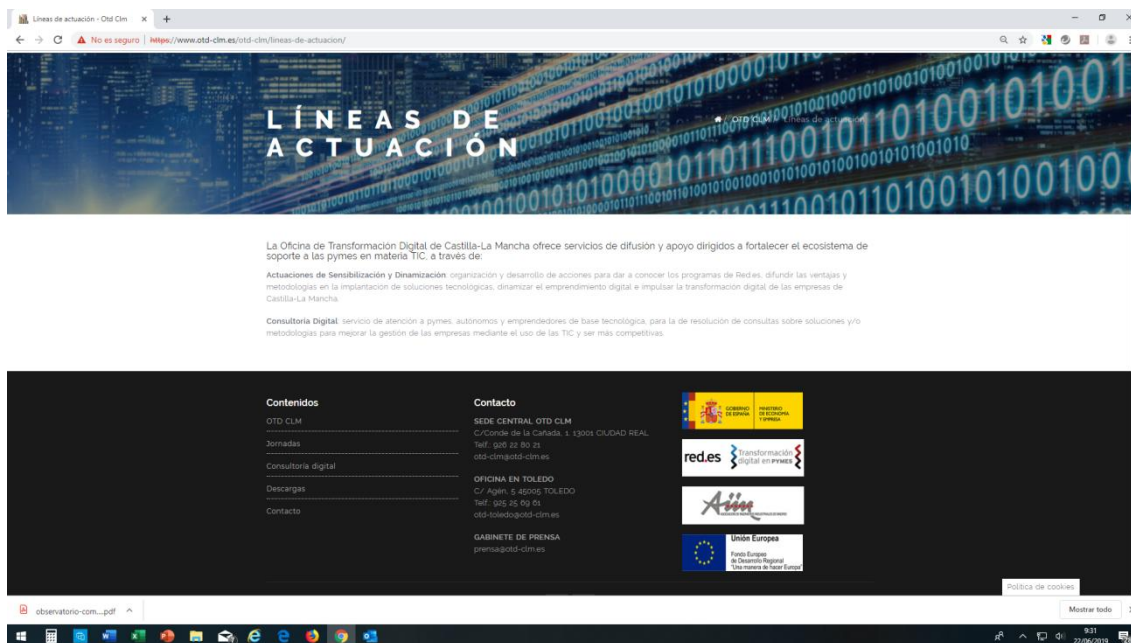 Líneas de actuación - Otd Clm
No es seguro | https://www.otd-clm.es/otd-clm/lineas-de-actuacion/
LÍNEAS DE
ACTUACIÓN
OTD CLM Líneas de actuación
La Oficina de Transformación Digital de Castilla-La Mancha ofrece servicios de difusión y apoyo dirigidos a fortalecer el ecosistema de
soporte a las pymes en materia TIC, a través de:
Actuaciones de Sensibilización y Dinamización: organización y desarrollo de acciones para dar a conocer los programas de Red.es, difundir las ventajas y
metodologías en la implantación de soluciones tecnológicas, dinamizar el emprendimiento digital e impulsar la transformación digital de las empresas de
Castilla-La Mancha.
Consultoría Digital: servicio de atención a pymes, autónomos y emprendedores de base tecnológica, para la de resolución de consultas sobre soluciones y/o
metodologías para mejorar la gestión de las empresas mediante el uso de las TIC y ser más competitivas.
Contenidos
OTD CLM
Jornadas
Consultoría digital
Descargas
Contacto
Contacto
SEDE CENTRAL OTD CLM
C/Conde de la Cañada, 1. 13001 CIUDAD REAL
Telf.: 926 22 80 21
otd-clm@otd-clm.es
OFICINA EN TOLEDO
C/ Agén, 5 45005 TOLEDO
Telf.: 925 25 69 61
otd-toledo@otd-clm.es
GABINETE DE PRENSA
prensa@otd-clm.es
GOBIERNO DE ESPAÑA
MINISTERIO DE ECONOMÍA Y EMPRESA
red.es Transformación digital en PYMES
Unión Europea
Fondo Europeo
de Desarrollo Regional
"Una manera de hacer Europa"
Política de cookies
observatorio-com....pdf
Mostrar todo
9:31
22/06/2019